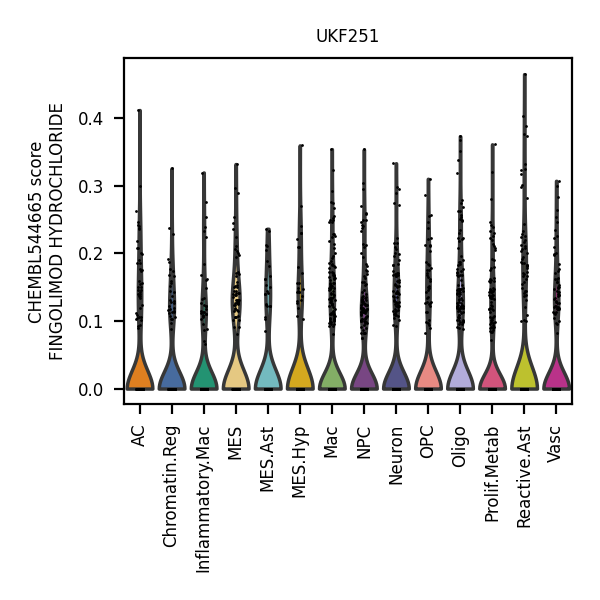 UKF251
CHEMBL544665 score
FINGOLIMOD HYDROCHLORIDE
0.4
0.3
0.2
0.1
0.0
AC
Chromatin.Reg
Inflammatory.Mac
MES
MES.Ast
MES.Hyp
Mac
NPC
Neuron
OPC
Oligo
Prolif.Metab
Reactive.Ast
Vasc